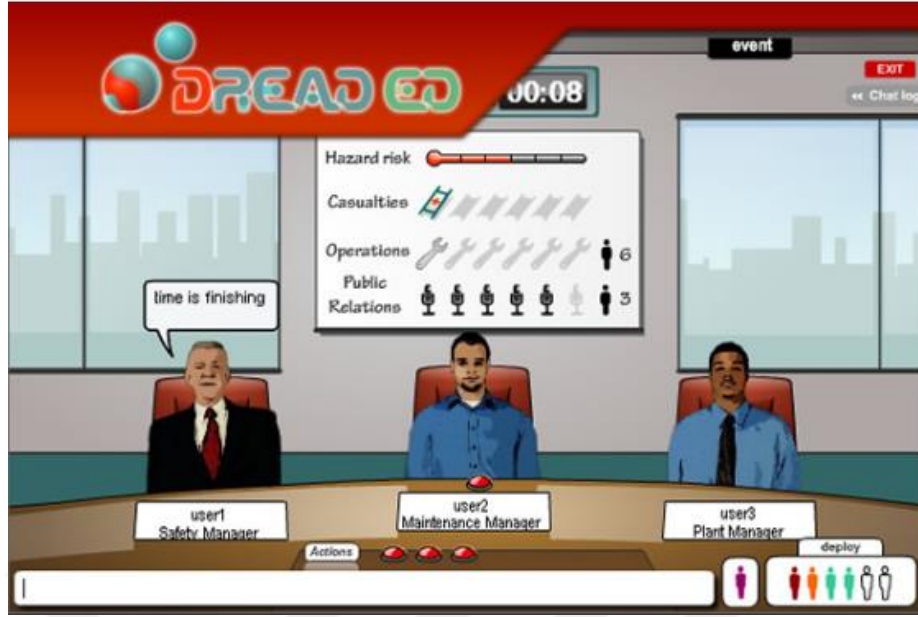 event
DREAD ED
00:08
EXIT
<< Chat log
Hazard risk
Casualties
Operations 6
Public
Relations 3
time is finishing
user1
Safety Manager
user2
Maintenance Manager
user3
Plant Manager
Actions
deploy